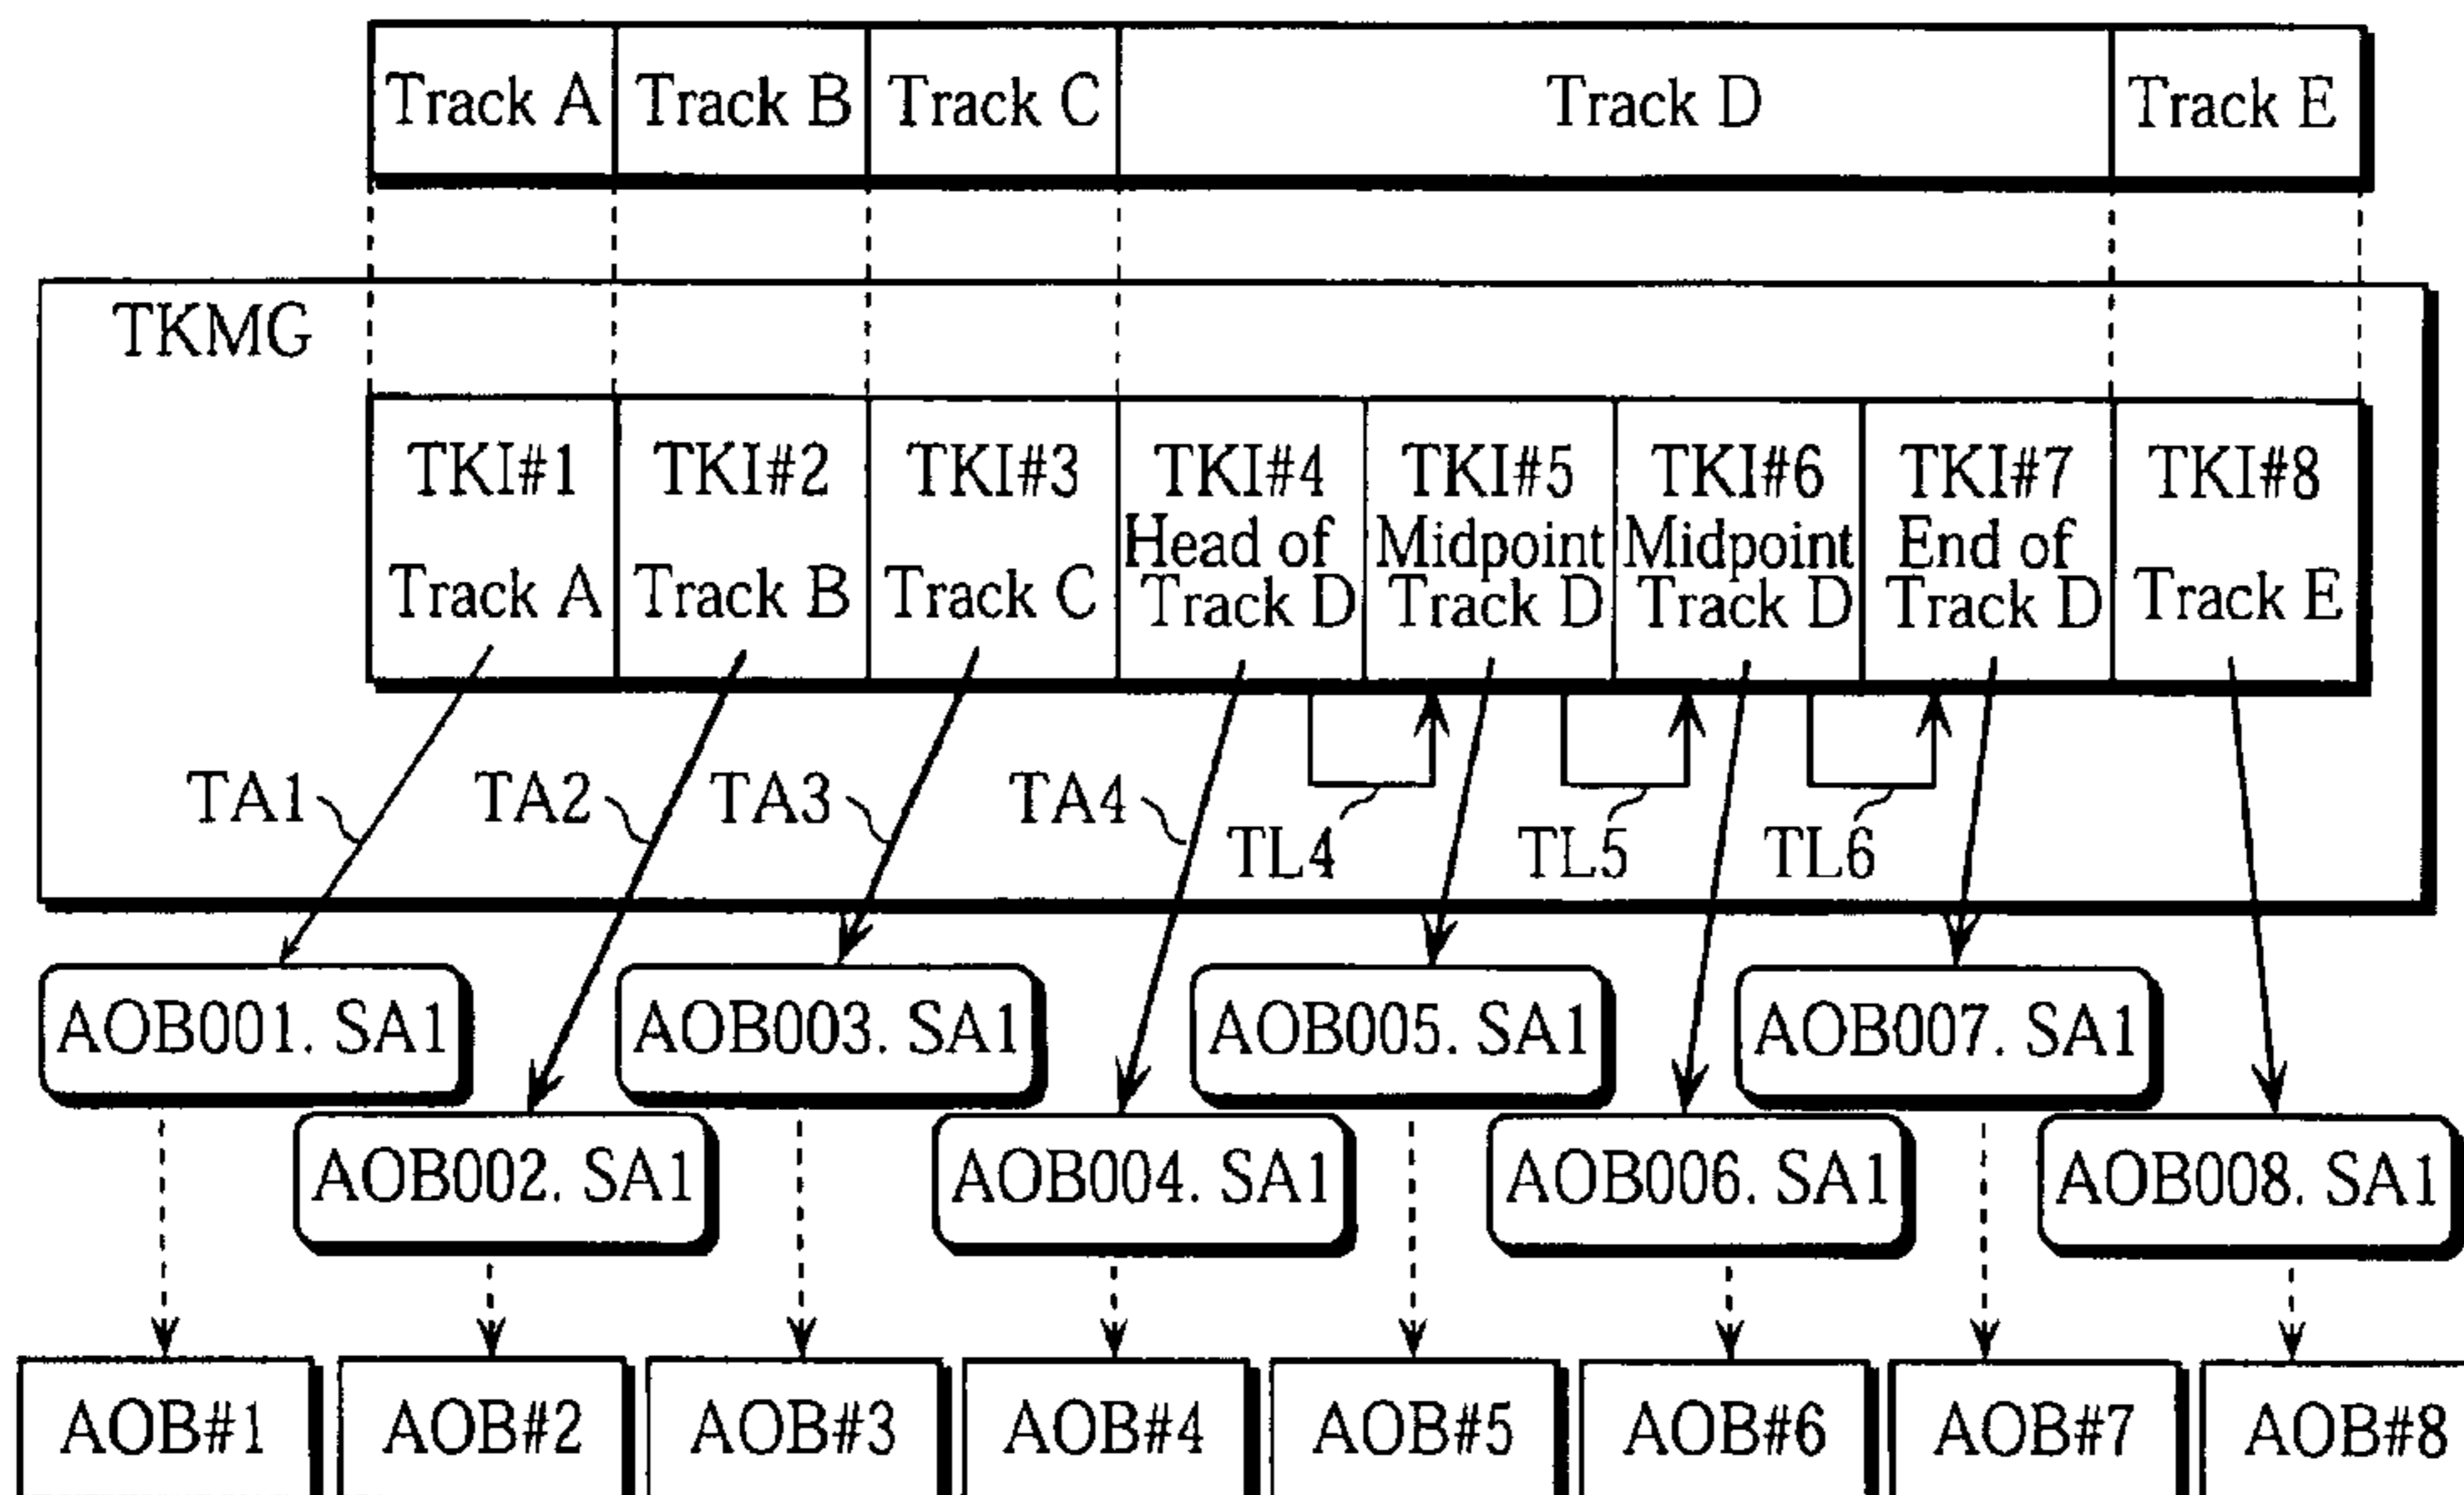 Track A Track B Track C Track D Track E
TKMG
TKI#1 TKI#2 TKI#3 TKI#4 TKI#5 TKI#6 TKI#7 TKI#8
Head of Midpoint Midpoint End of
Track A Track B Track C Track D Track D Track D Track D Track E
TA1 TA2 TA3 TA4
TL4 TL5 TL6
AOB001. SA1 AOB003. SA1 AOB005. SA1 AOB007. SA1
AOB002. SA1 AOB004. SA1 AOB006. SA1 AOB008. SA1
AOB#1 AOB#2 AOB#3 AOB#4 AOB#5 AOB#6 AOB#7 AOB#8